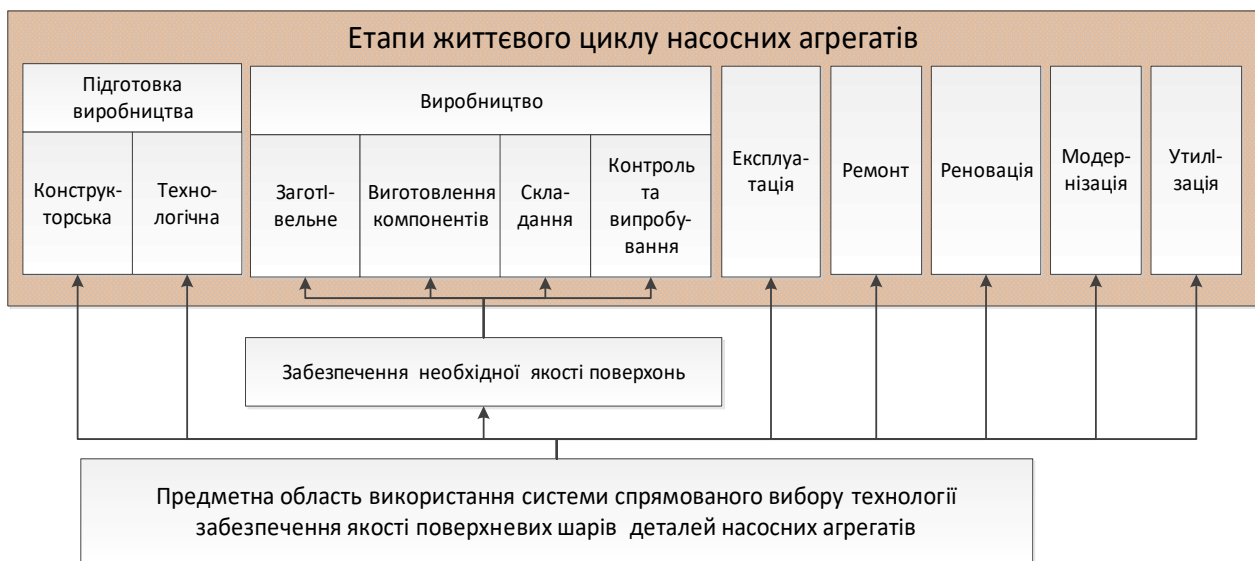 Етапи життєвого циклу насосних агрегатів
Підготовка
виробництва
Конструк-
торська
Техно-
логічна
Виробництво
Заготі-
вельне
Виготовлення
компонентів
Скла-
дання
Контроль
та
випробу-
вання
Експлуа-
тація
Ремонт
Реновація
Модер-
нізація
Утилі-
зація
Забезпечення необхідної якості поверхонь
Предметна область використання системи спрямованого вибору технології
забезпечення якості поверхневих шарів деталей насосних агрегатів